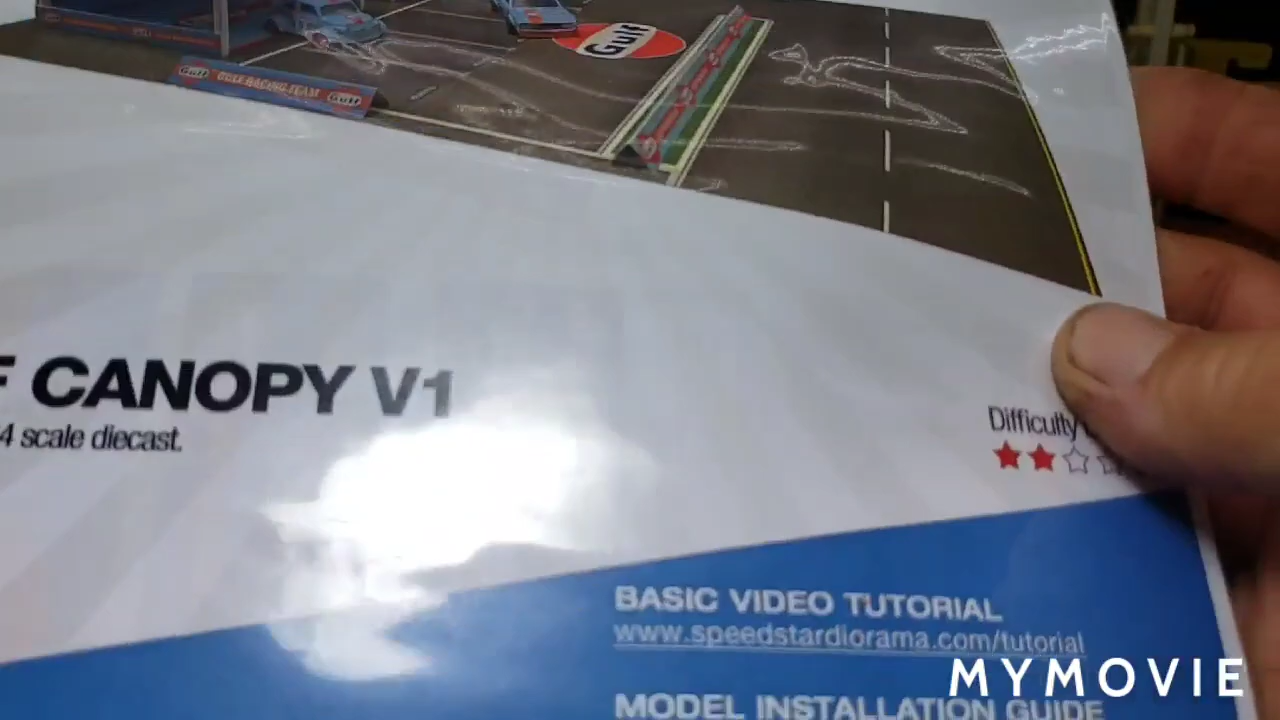 Gulf
Gulf GULF RACING TEAM Gulf
CANOPY V1
4 scale diecast.
Difficulty
BASIC VIDEO TUTORIAL
www.speedstardiorama.com/tutorial
MODEL INSTALLATION GUIDE
MYMOVIE